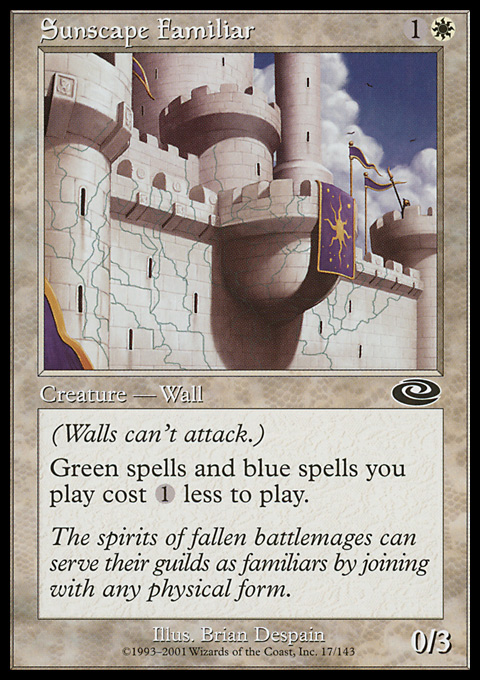 Sunscape Familiar 1
Creature — Wall
(Walls can't attack.)
Green spells and blue spells you
play cost 1 less to play.
The spirits of fallen battlemages can
serve their guilds as familiars by joining
with any physical form.
Illus. Brian Despain
©1993–2001 Wizards of the Coast, Inc. 17/143
0/3